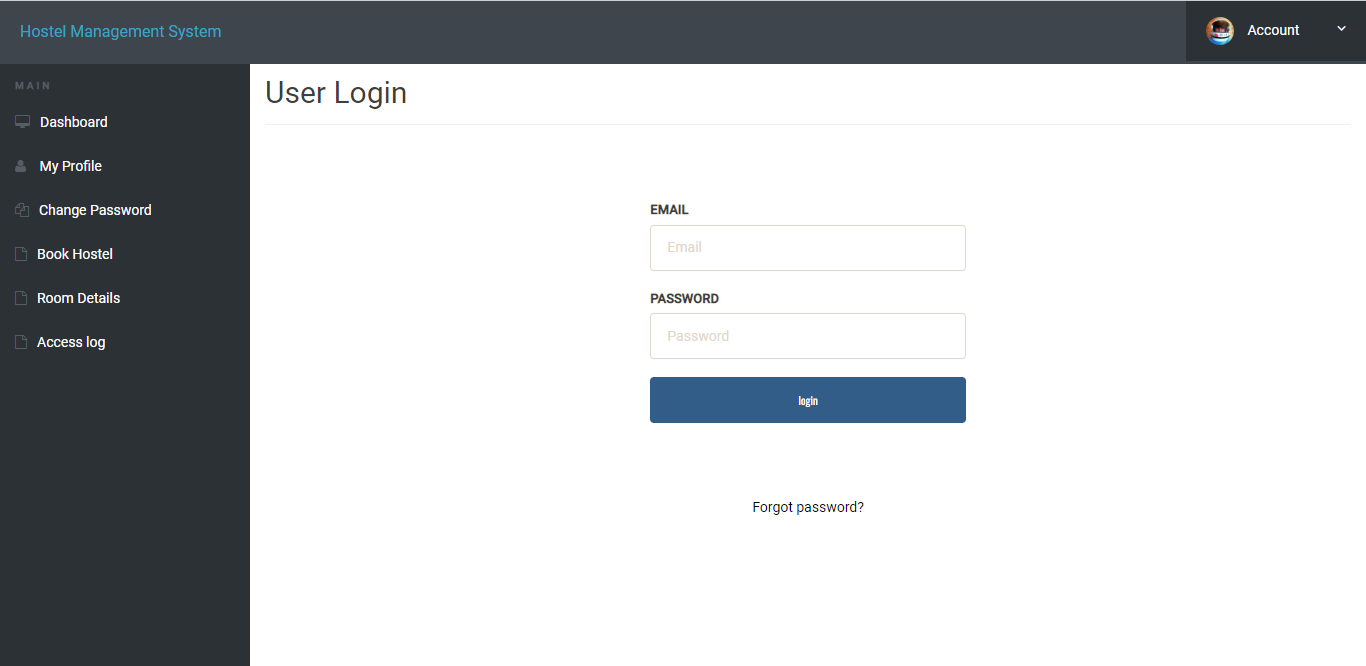 Hostel Management System
Account
MAIN
Dashboard
My Profile
Change Password
Book Hostel
Room Details
Access log
User Login
EMAIL
Email
PASSWORD
Password
login
Forgot password?